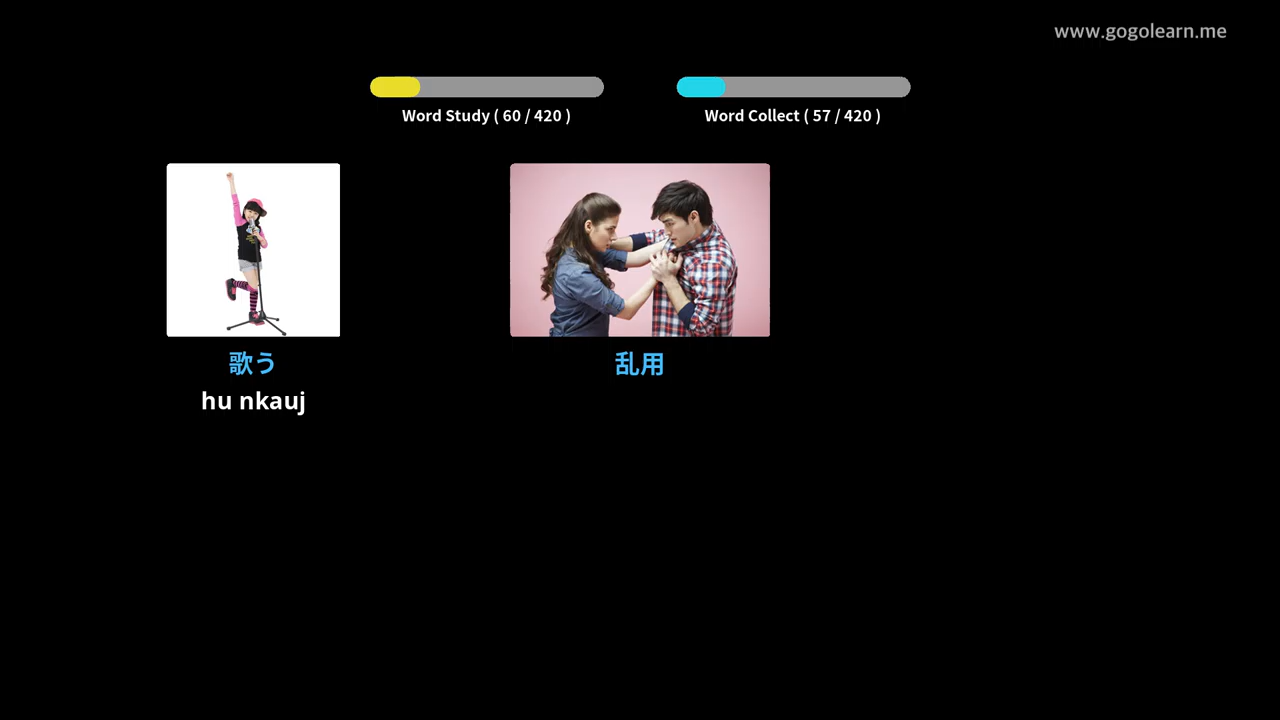 www.gogolearn.me
Word Study ( 60 / 420 )
Word Collect ( 57 / 420 )
歌う
乱用
hu nkauj